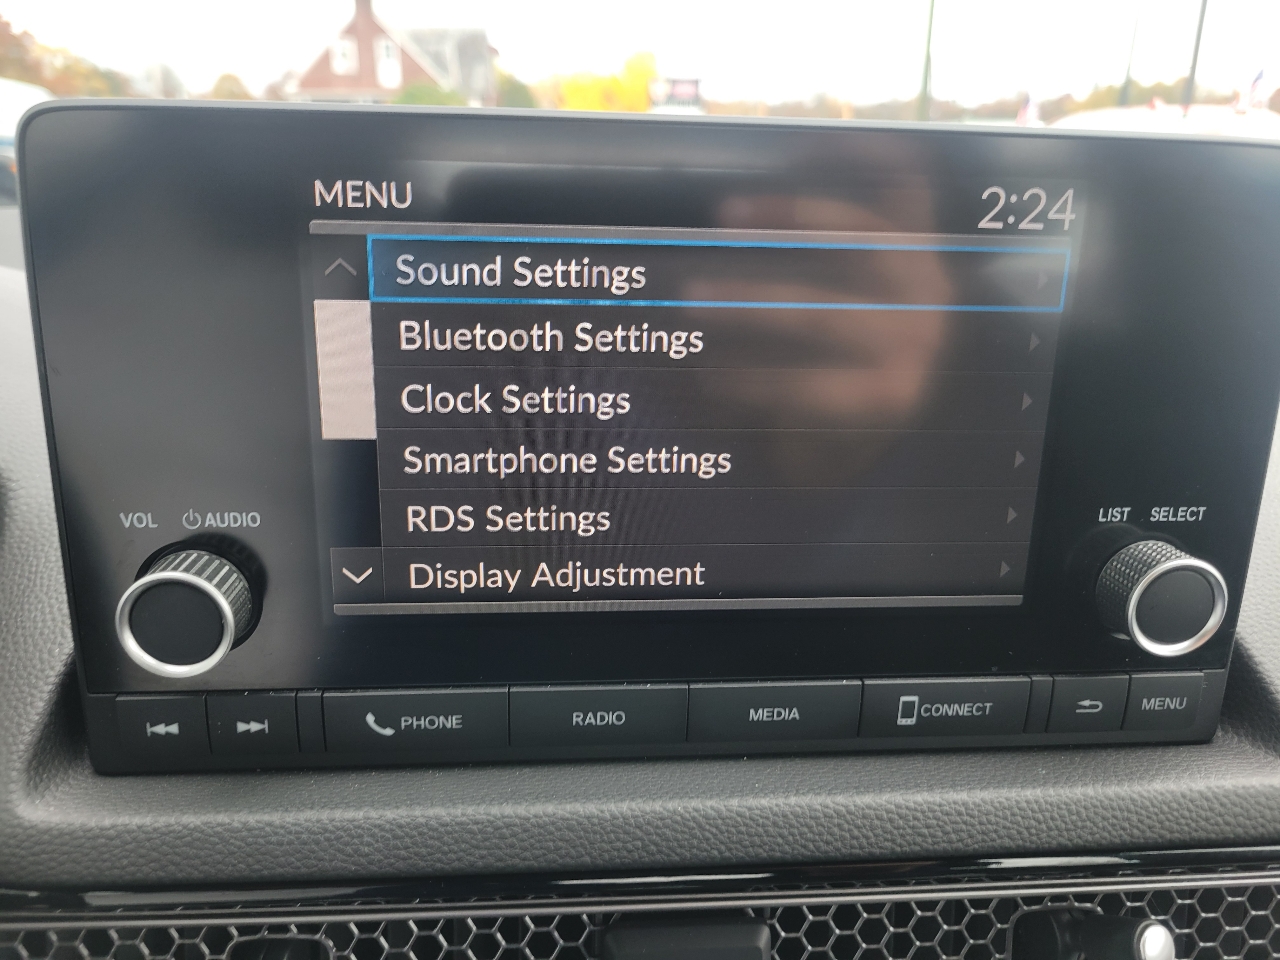 MENU
2:24
Sound Settings
Bluetooth Settings
Clock Settings
Smartphone Settings
RDS Settings
Display Adjustment
VOL AUDIO
LIST SELECT
PHONE
RADIO
MEDIA
CONNECT
MENU